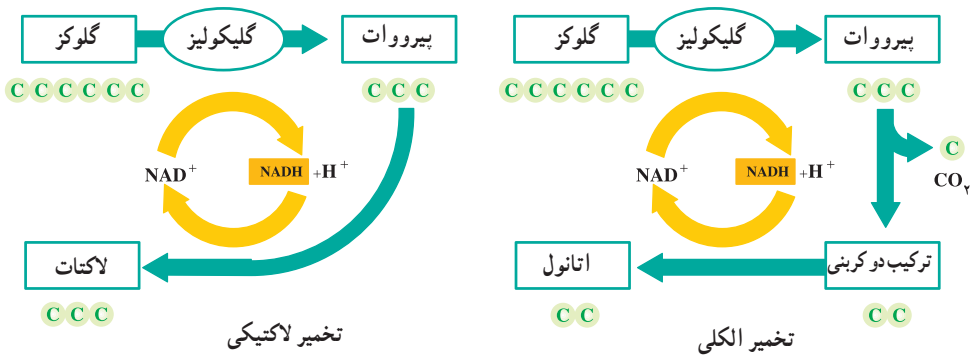 گلوکز گلیکولیز پیرووات
C C C C C C C C C
NAD+ NADH +H+
لاکتات
C C C
تخمیر لاکتیکی
گلوکز گلیکولیز پیرووات
C C C C C C C C C
C
CO۲
NAD+ NADH +H+
اتانول ترکیب دو کربنی
C C C C
تخمیر الکلی